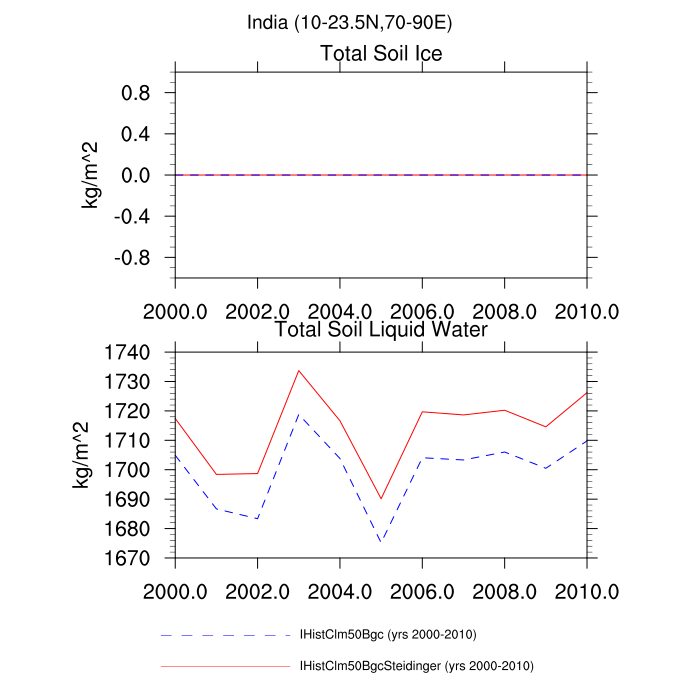 India (10-23.5N,70-90E)
Total Soil Ice
0.8
0.4
0.0
-0.4
-0.8
kg/m^2
2000.0 2002.0 2004.0 2006.0 2008.0 2010.0
Total Soil Liquid Water
1740
1730
1720
1710
1700
1690
1680
1670
kg/m^2
2000.0 2002.0 2004.0 2006.0 2008.0 2010.0
IHistClm50Bgc (yrs 2000-2010)
IHistClm50BgcSteidinger (yrs 2000-2010)